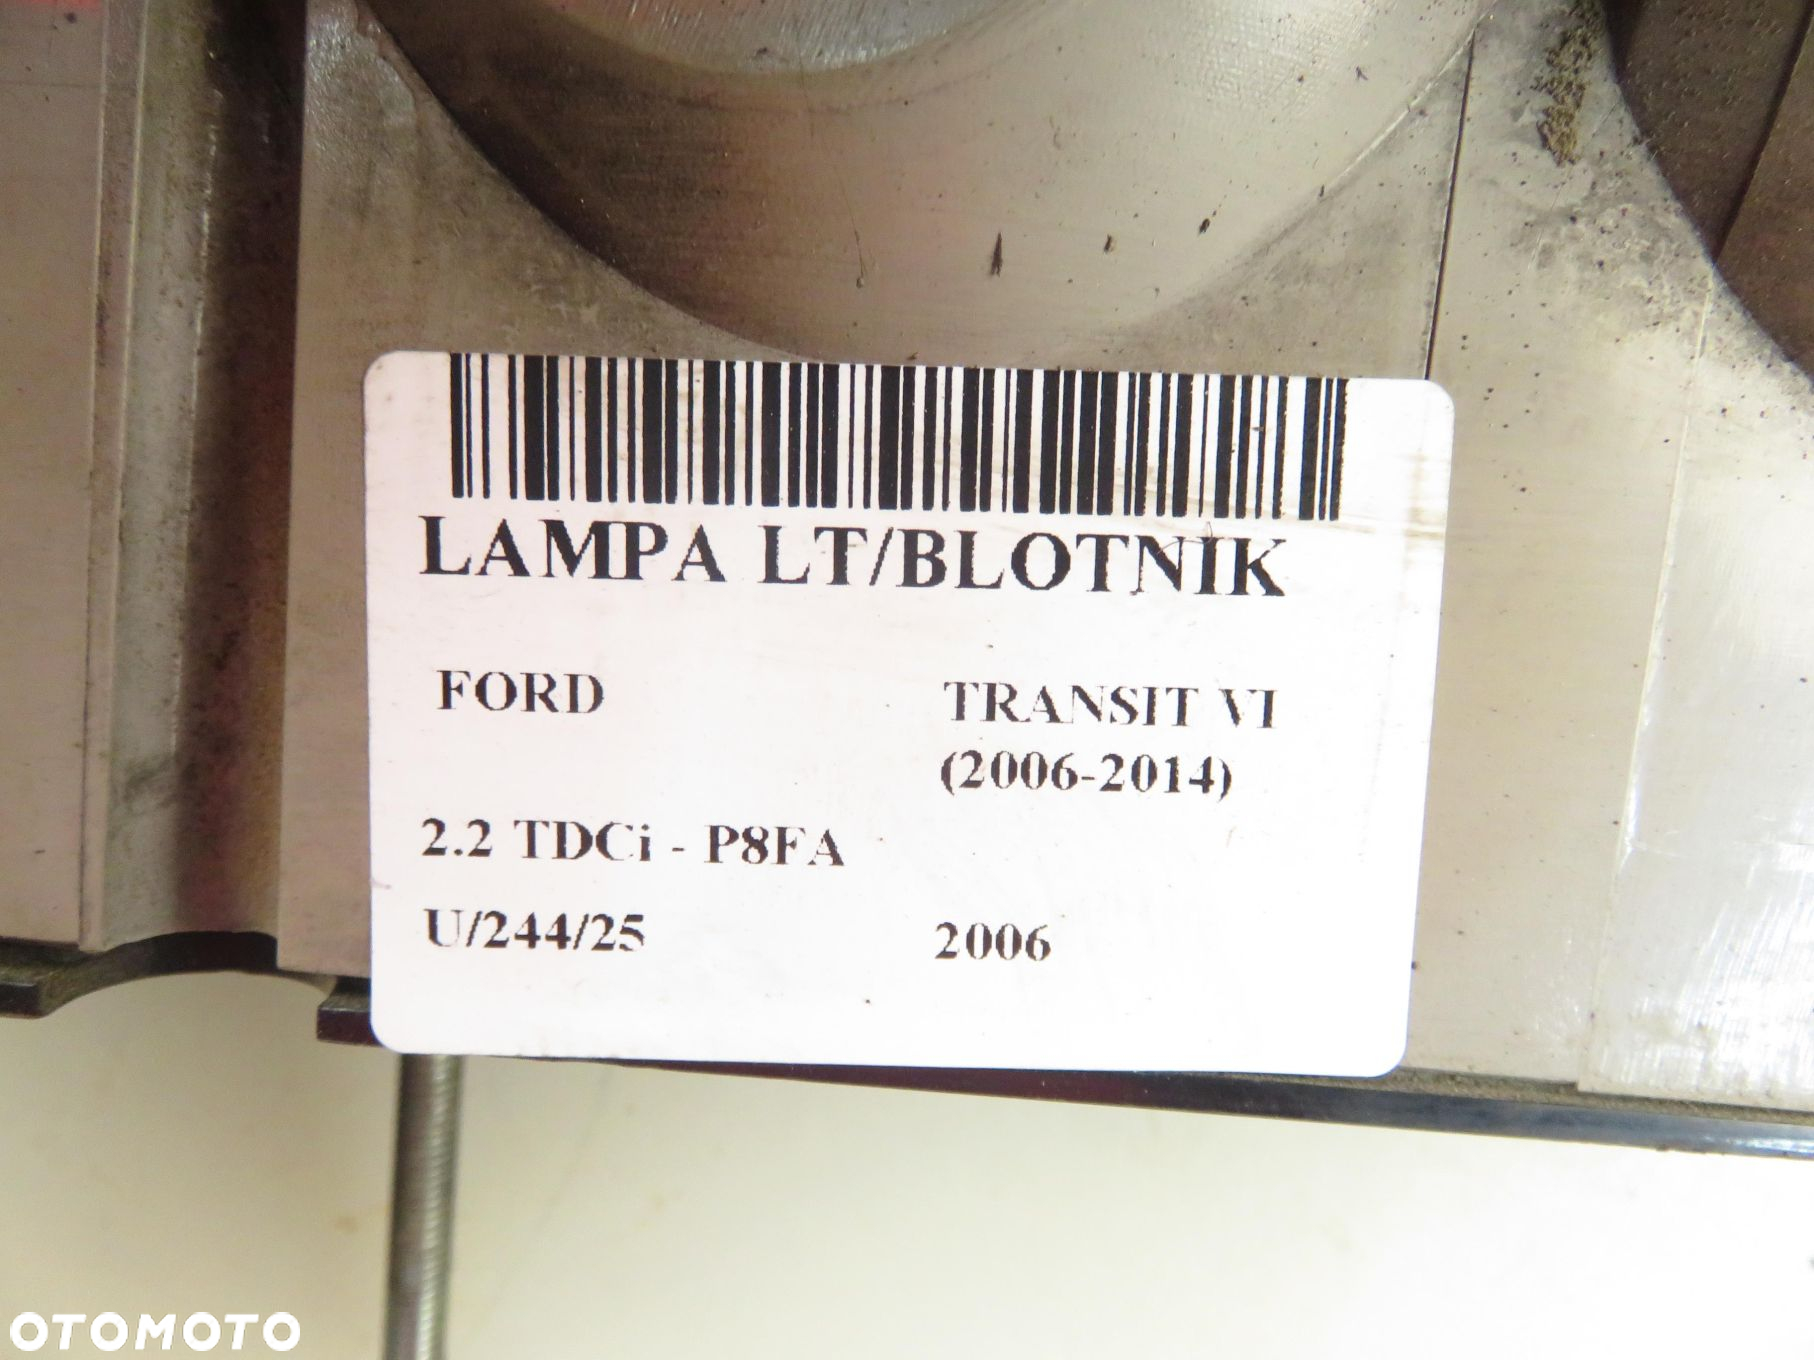 LAMPA LT/BLOTNIK
FORD TRANSIT VI
(2006-2014)
2.2 TDCi - P8FA
U/244/25 2006
OTOMOTO